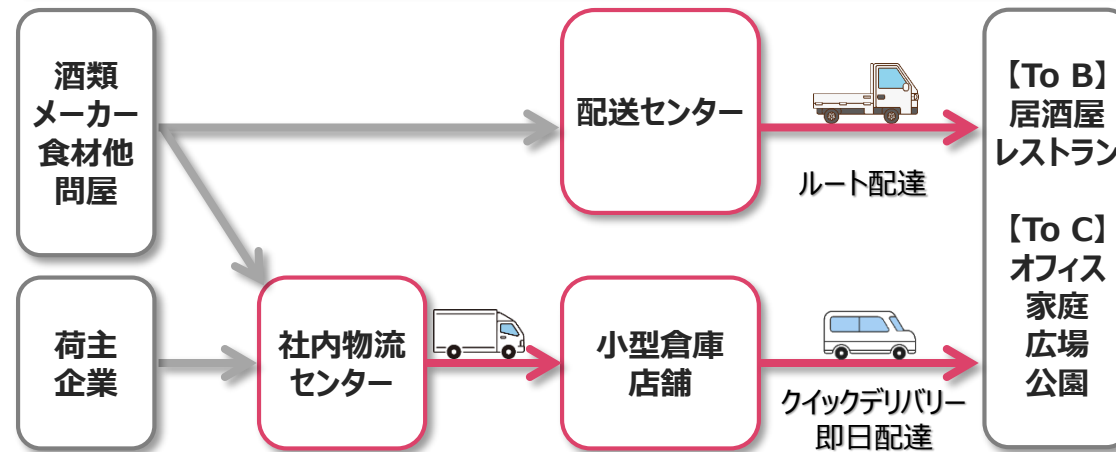 酒類
メーカー
食材他
問屋
配送センター
ルート配達
【To B】
居酒屋
レストラン
【To C】
オフィス
家庭
広場
公園
荷主
企業
社内物流
センター
小型倉庫
店舗
クイックデリバリー
即日配達